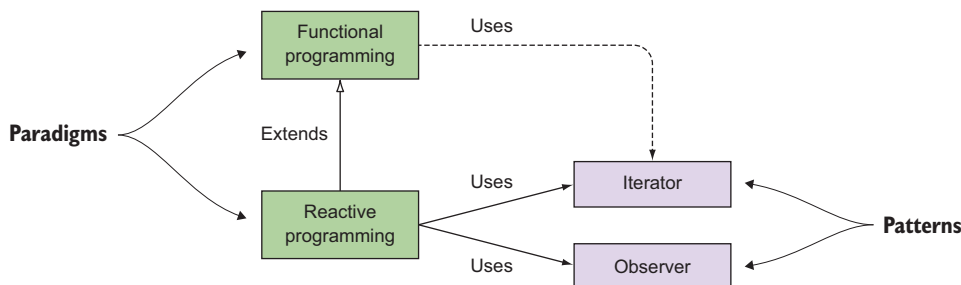 Functional
programming
Uses
Paradigms
Extends
Reactive
programming
Uses
Iterator
Patterns
Uses
Observer